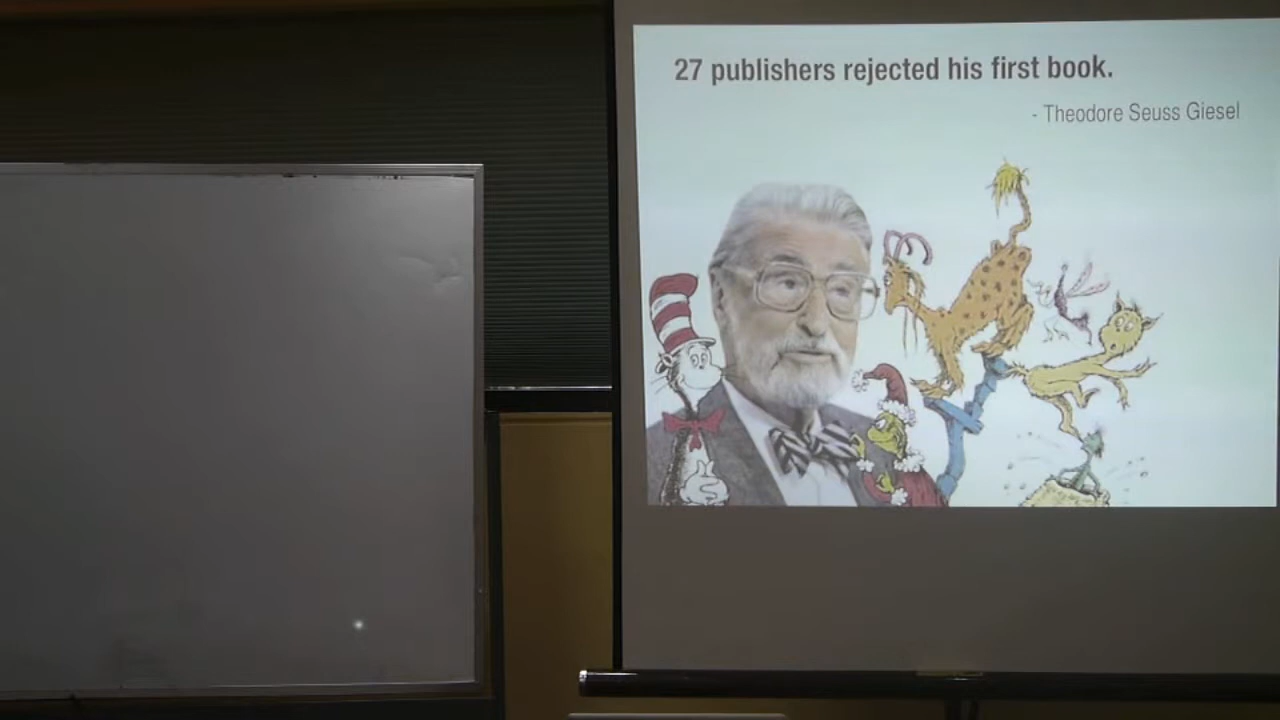 27 publishers rejected his first book.
- Theodore Seuss Giesel